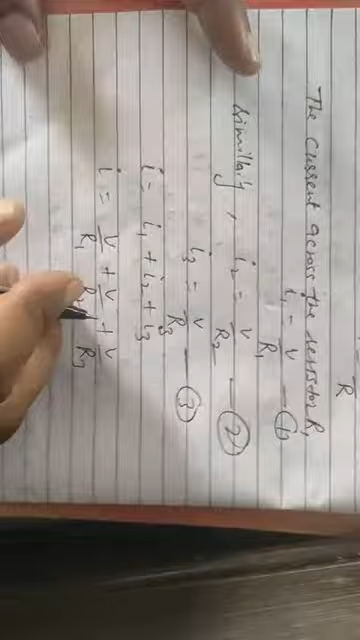 R
The current across the resistor R1
i1 = V/R1 — (1)
similarly, i2 = V/R2 — (2)
i3 = V/R3 — (3)
i = i1 + i2 + i3
i = V/R1 + V/ + V/R3